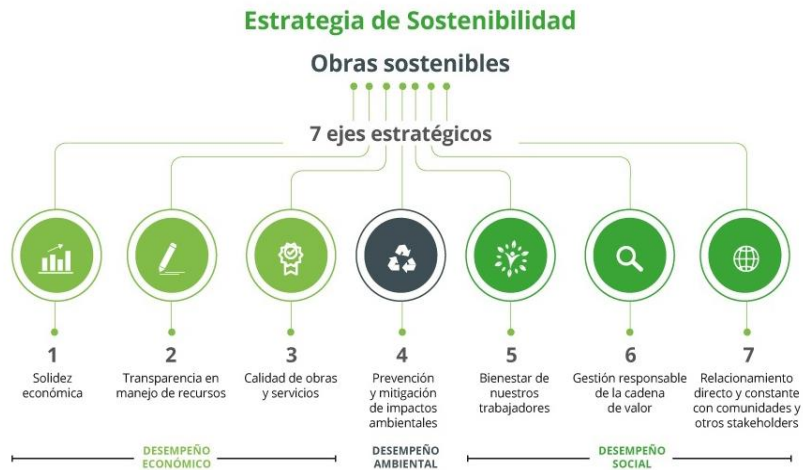 Estrategia de Sostenibilidad
Obras sostenibles
7 ejes estratégicos
1
Solidez
económica
2
Transparencia en
manejo de recursos
3
Calidad de obras
y servicios
4
Prevención
y mitigación
de impactos
ambientales
5
Bienestar de
nuestros
trabajadores
6
Gestión responsable
de la cadena
de valor
7
Relacionamiento
directo y constante
con comunidades y
otros stakeholders
DESEMPEÑO
ECONÓMICO
DESEMPEÑO
AMBIENTAL
DESEMPEÑO
SOCIAL